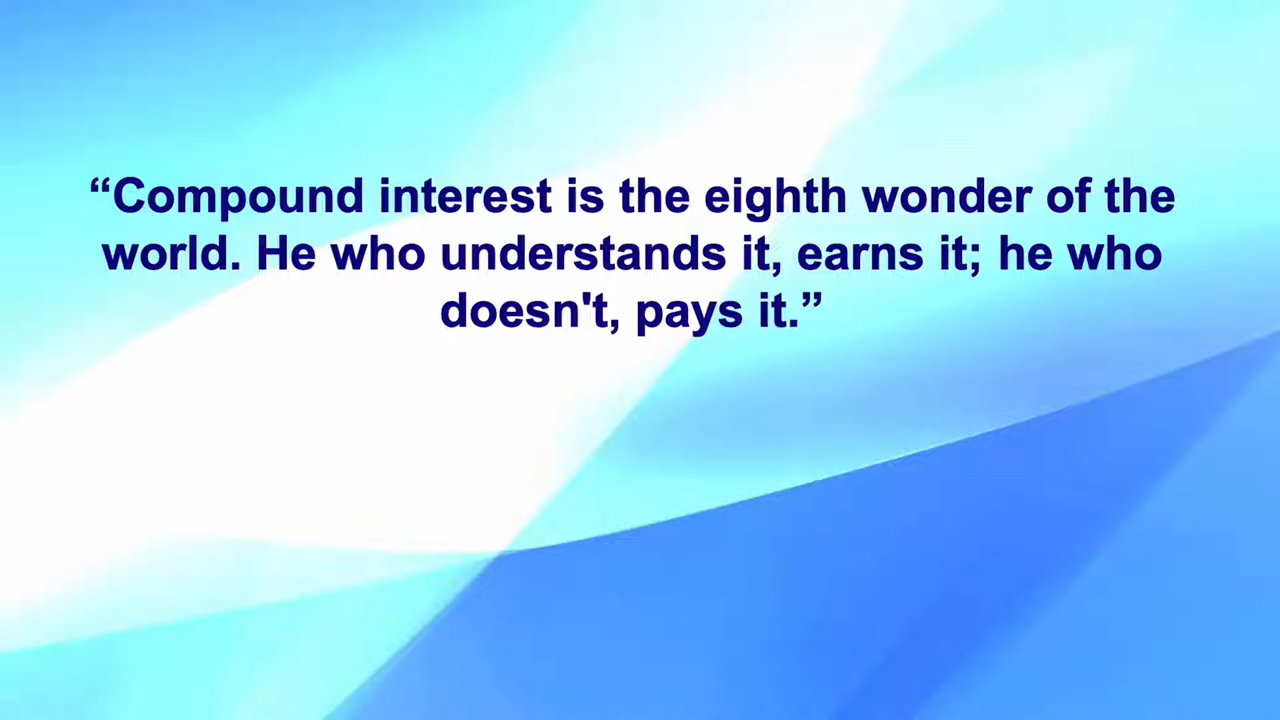 “Compound interest is the eighth wonder of the
world. He who understands it, earns it; he who
doesn't, pays it.”